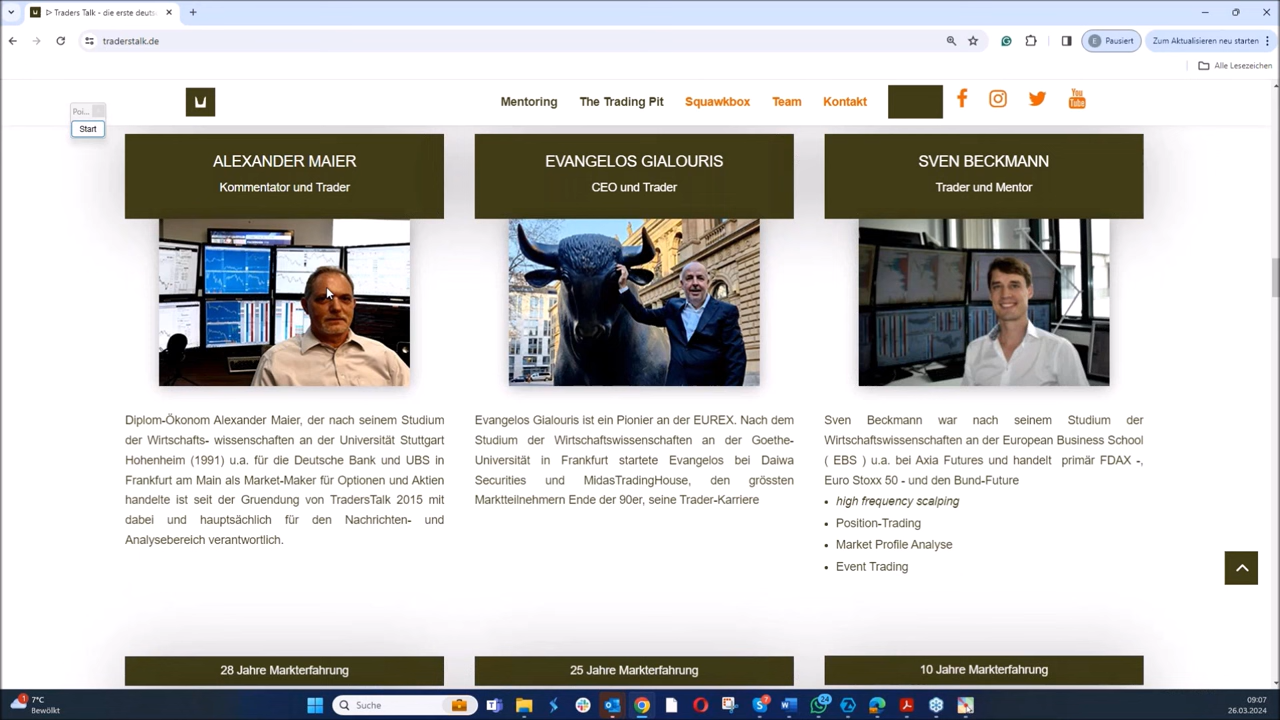 ▷ Traders Talk - die erste deuts
traderstalk.de
Pausiert
Zum Aktualisieren neu starten
Alle Lesezeichen
Poi...
Start
Mentoring
The Trading Pit
Squawkbox
Team
Kontakt
You
Tube
ALEXANDER MAIER
Kommentator und Trader
EVANGELOS GIALOURIS
CEO und Trader
SVEN BECKMANN
Trader und Mentor
Diplom-Ökonom Alexander Maier, der nach seinem Studium
der Wirtschafts- wissenschaften an der Universität Stuttgart
Hohenheim (1991) u.a. für die Deutsche Bank und UBS in
Frankfurt am Main als Market-Maker für Optionen und Aktien
handelte ist seit der Gruendung von TradersTalk 2015 mit
dabei und hauptsächlich für den Nachrichten- und
Analysebereich verantwortlich.
Evangelos Gialouris ist ein Pionier an der EUREX. Nach dem
Studium der Wirtschaftswissenschaften an der Goethe-
Universität in Frankfurt startete Evangelos bei Daiwa
Securities und MidasTradingHouse, den grössten
Marktteilnehmern Ende der 90er, seine Trader-Karriere
Sven Beckmann war nach seinem Studium der
Wirtschaftswissenschaften an der European Business School
( EBS ) u.a. bei Axia Futures und handelt primär FDAX -,
Euro Stoxx 50 - und den Bund-Future
• high frequency scalping
• Position-Trading
• Market Profile Analyse
• Event Trading
28 Jahre Markterfahrung
25 Jahre Markterfahrung
10 Jahre Markterfahrung
1
7°C
Bewölkt
Suche
24
09:07
26.03.2024